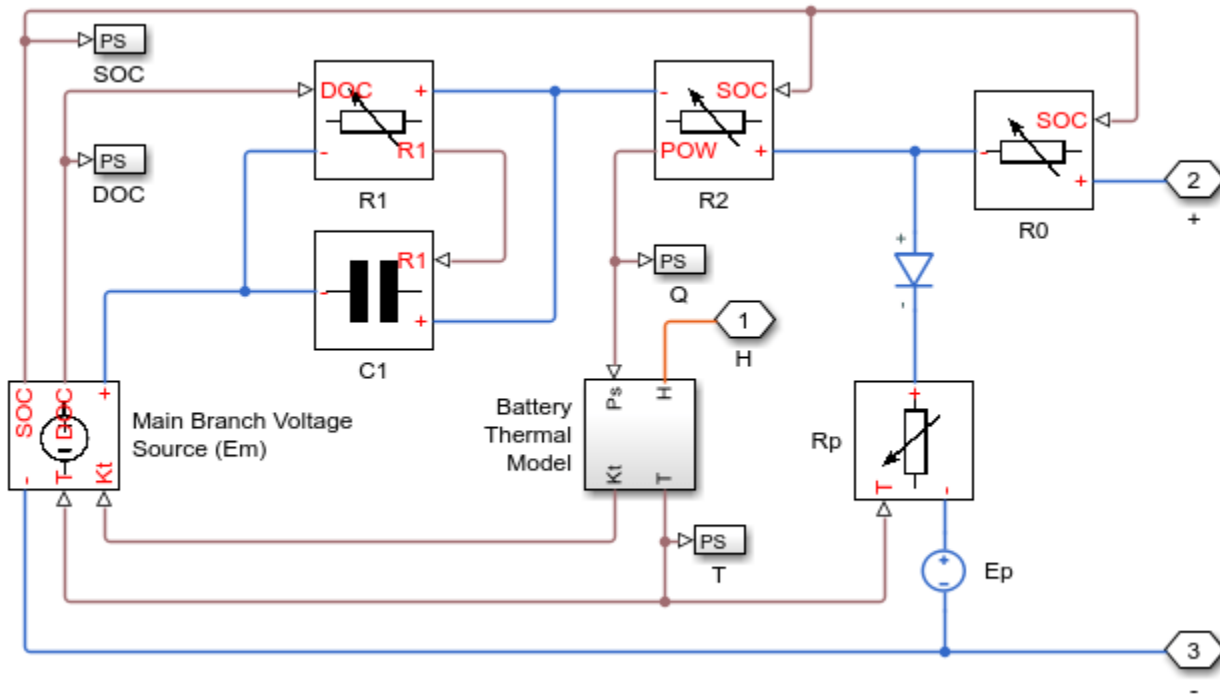 PS
SOC
DOC
+
-
R1
R1
PS
DOC
R1
-
+
C1
-
SOC
POW
+
R2
SOC
-
+
R0
2
+
PS
Q
1
H
+
-
SOC
DOC
+
-
T
Kt
Main Branch Voltage
Source (Em)
Battery
Thermal
Model
Ps
H
Kt
T
PS
T
Rp
+
T
-
+
-
Ep
3
-